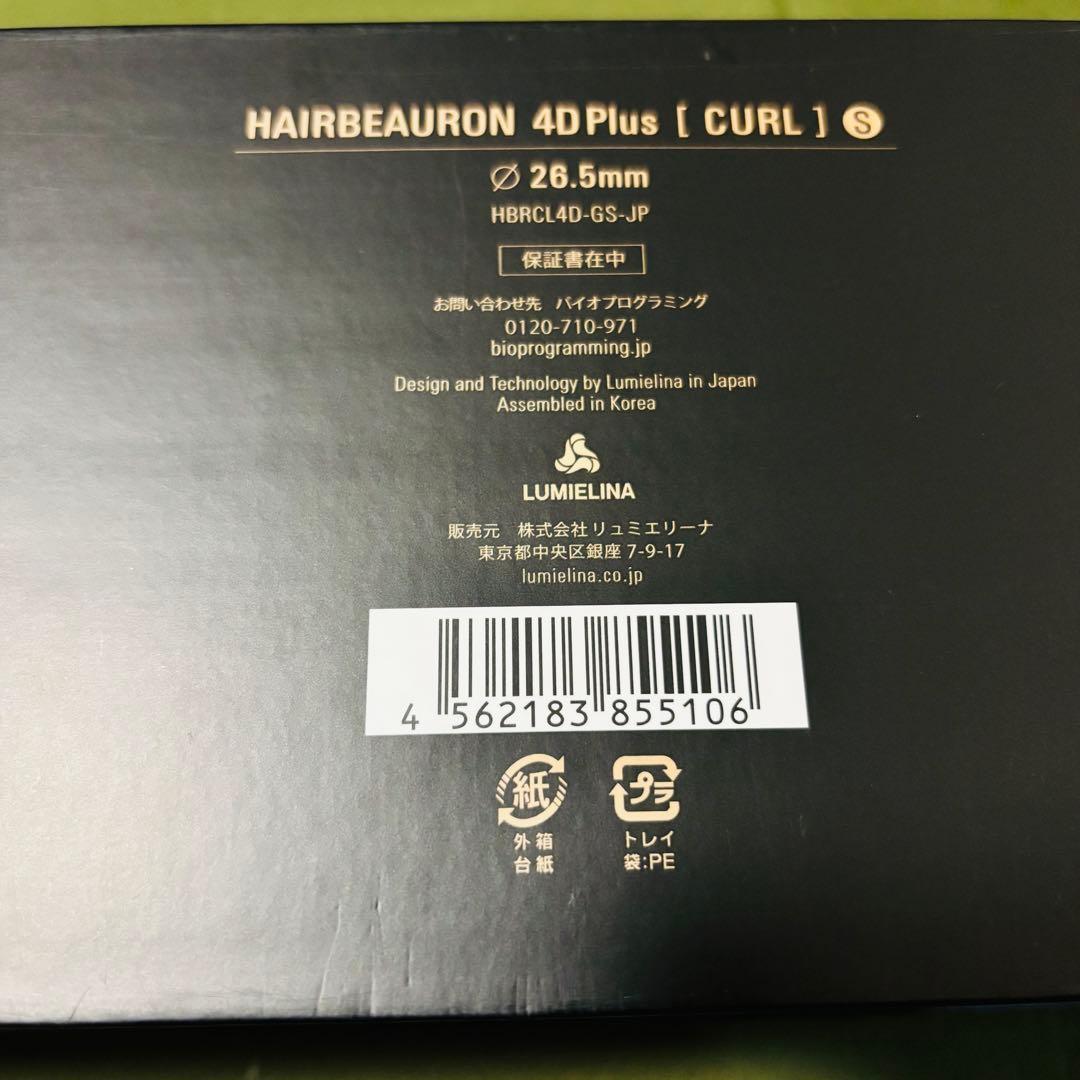 HAIRBEAURON 4D Plus [ CURL ] S
⌀ 26.5mm
HBRCL4D-GS-JP
保証書在中
お問い合わせ先 バイオプログラミング
0120-710-971
bioprogramming.jp
Design and Technology by Lumielina in Japan
Assembled in Korea
LUMIELINA
販売元 株式会社リュミエリーナ
東京都中央区銀座 7-9-17
lumielina.co.jp
4 562183 855106
紙 プラ
外箱 トレイ
台紙 袋:PE